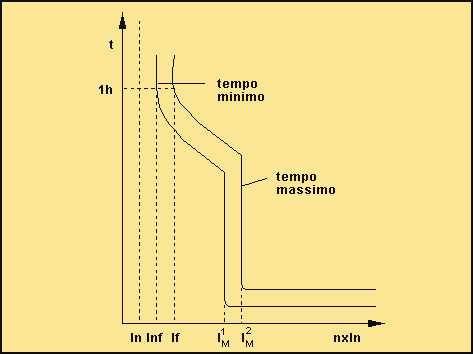 t
tempo
minimo
1h
tempo
massimo
In Inf If I¹M I²M nxIn